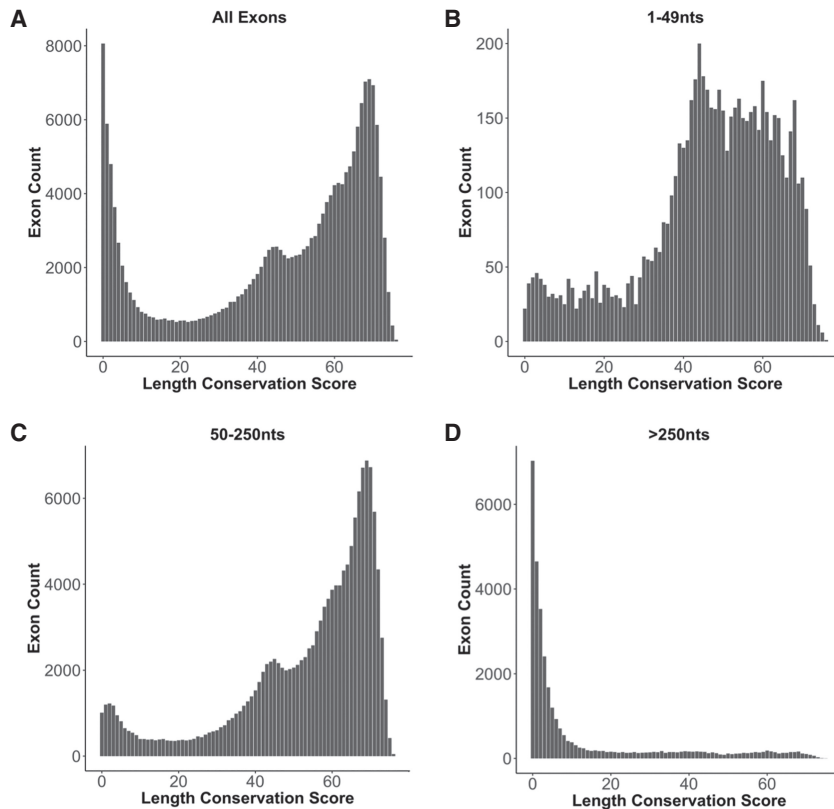 A
All Exons
Exon Count
8000
6000
4000
2000
0
0 20 40 60
Length Conservation Score
B
1-49nts
Exon Count
200
150
100
50
0
0 20 40 60
Length Conservation Score
C
50-250nts
Exon Count
6000
4000
2000
0
0 20 40 60
Length Conservation Score
D
>250nts
Exon Count
6000
4000
2000
0
0 20 40 60
Length Conservation Score